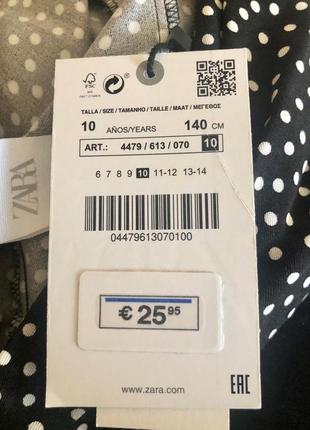 FSC
TALLA / SIZE / TAMANHO / TAILLE / MAAT / ΜΕΓΕΘΟΣ
10 AÑOS/YEARS 140 CM
ART.: 4479 / 613 / 070 10
6 7 8 9 10 11-12 13-14
04479613070100
€ 25 95
www.zara.com
EAC
ZARA